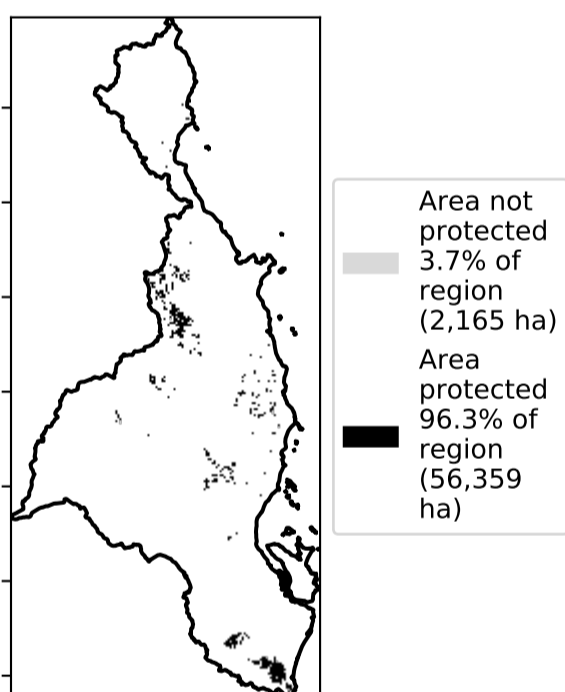 Area not
protected
3.7% of
region
(2,165 ha)
Area
protected
96.3% of
region
(56,359
ha)